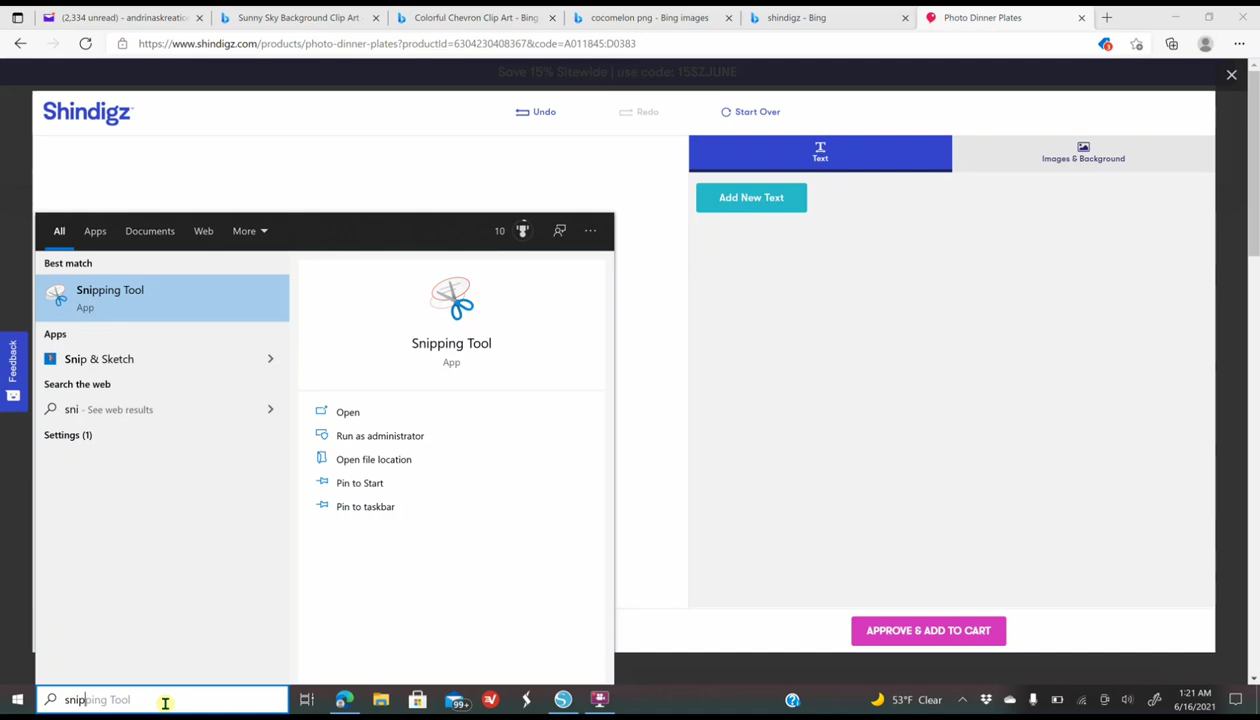 (2,334 unread) - andrinaskreation
Sunny Sky Background Clip Art
Colorful Chevron Clip Art - Bing
cocomelon png - Bing images
shindigz - Bing
Photo Dinner Plates
https://www.shindigz.com/products/photo-dinner-plates?productId=6304230408367&code=A011845:D0383
Save 15% Sitewide | use code: 15SZJUNE
Shindigz
Undo
Redo
Start Over
Text
Images & Background
Add New Text
All
Apps
Documents
Web
More
10
Best match
Snipping Tool
App
Apps
Snip & Sketch
Search the web
sni - See web results
Settings (1)
Snipping Tool
App
Open
Run as administrator
Open file location
Pin to Start
Pin to taskbar
Feedback
APPROVE & ADD TO CART
snipping Tool
99+
53°F Clear
1:21 AM
6/16/2021